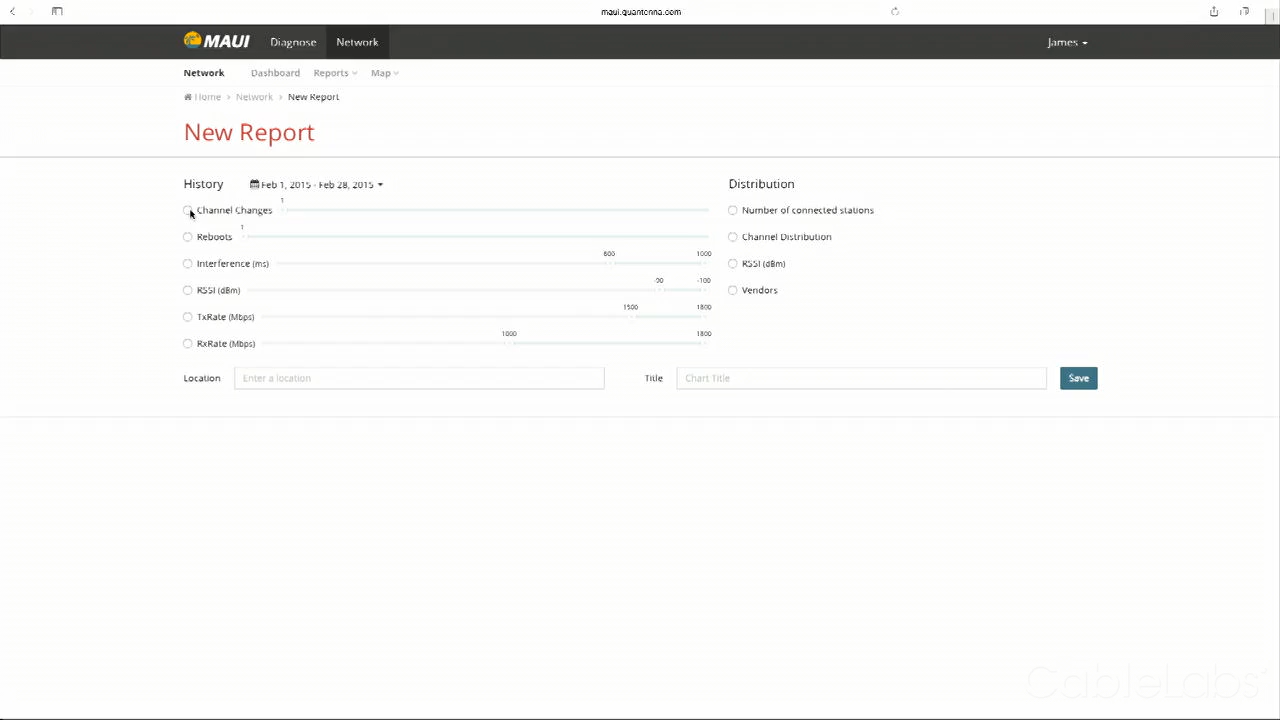 maui.quantenna.com
MAUI Diagnose Network James
Network Dashboard Reports Map
Home > Network > New Report
New Report
History Feb 1, 2015 - Feb 28, 2015
Distribution
Channel Changes 1
Number of connected stations
Reboots 1
Channel Distribution
Interference (ms) 800 1000
RSSI (dBm)
RSSI (dBm) -90 -100
Vendors
TxRate (Mbps) 1500 1800
RxRate (Mbps) 1000 1800
Location Enter a location Title Chart Title Save
CableLabs